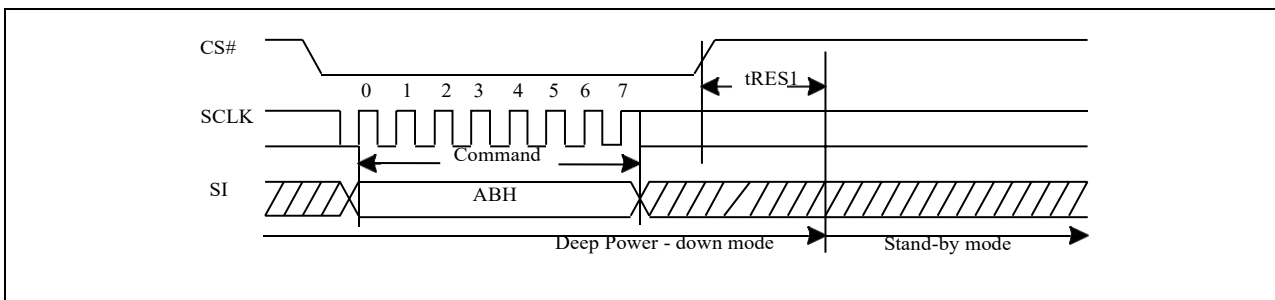 CS#
tRES1
0 1 2 3 4 5 6 7
SCLK
Command
SI
ABH
Deep Power - down mode
Stand-by mode